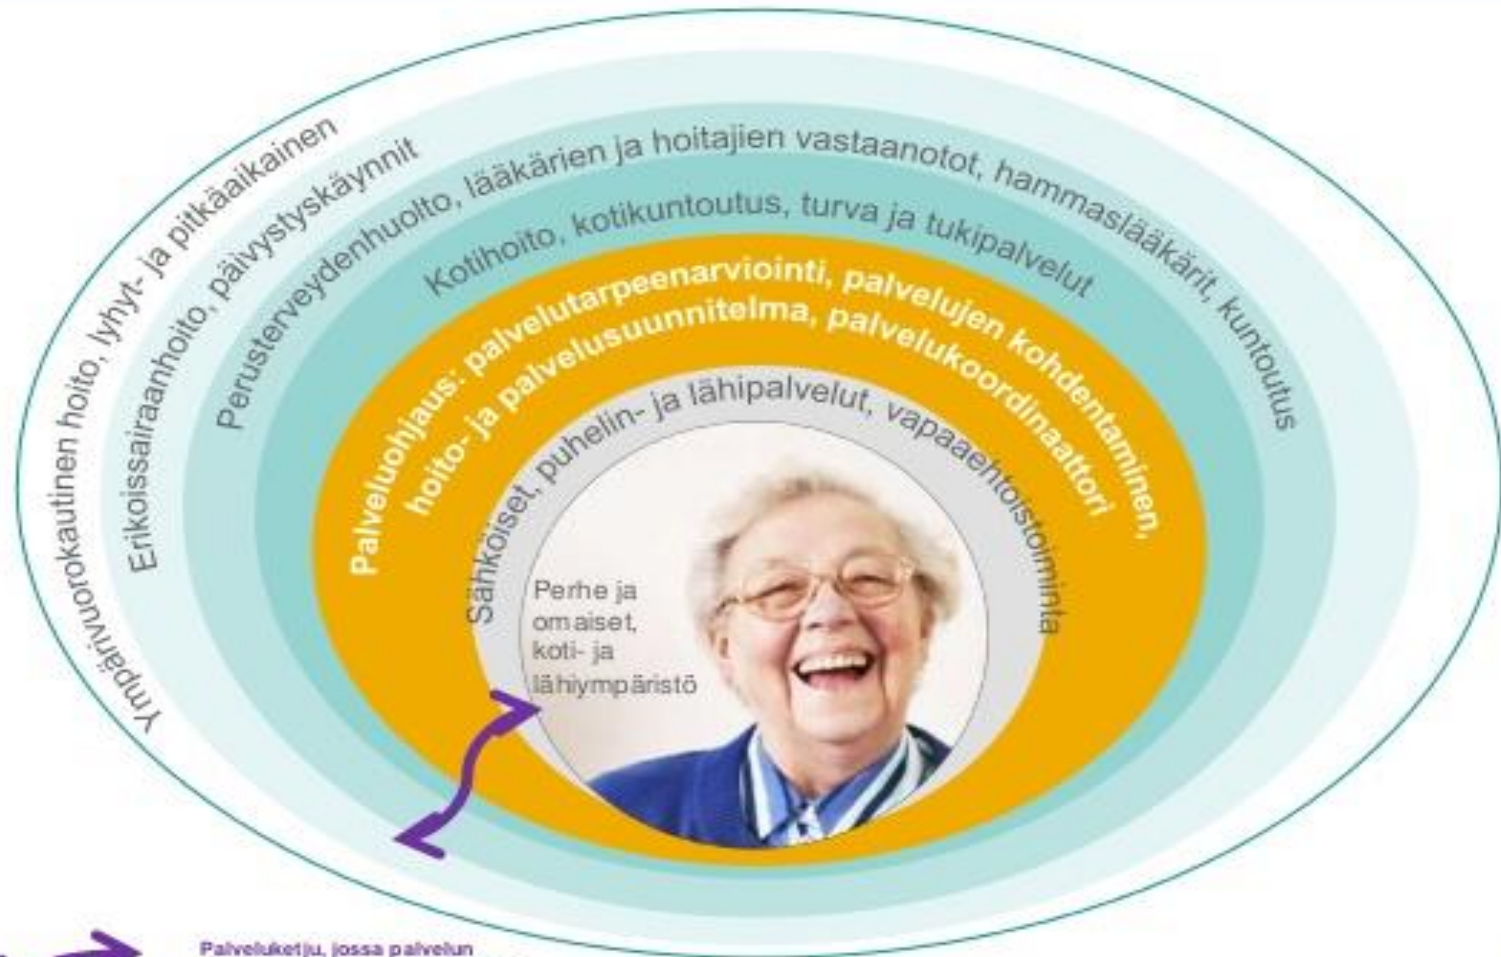 Ympärivuorokautinen hoito, lyhyt- ja pitkäaikainen
Erikoissairaanhoito, päivystyskäynnit
Perusterveydenhuolto, lääkärien ja hoitajien vastaanotot, hammaslääkärit, kuntoutus
Kotihoito, kotikuntoutus, turva ja tukipalvelut
Palveluohjaus: palvelutarpeenarviointi, palvelujen kohdentaminen,
hoito- ja palvelusuunnitelma, palvelukoordinaattori
Sähköiset, puhelin- ja lähipalvelut, vapaaehtoistoiminta
Perhe ja
omaiset,
koti- ja
lähiympäristö
Palveluketju, jossa palvelun